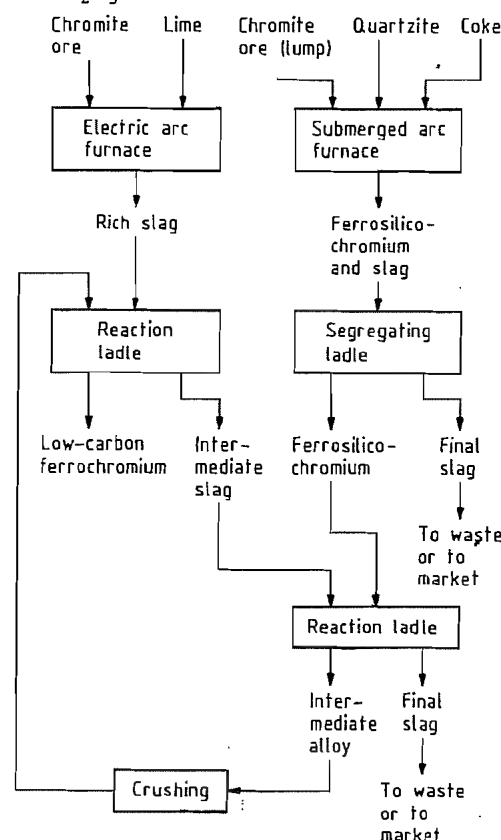 Chromite
ore
Lime
Chromite
ore (lump)
Quartzite
Coke
Electric arc
furnace
Submerged arc
furnace
Rich slag
Ferrosilico-
chromium
and slag
Reaction
ladle
Segregating
ladle
Low-carbon
ferrochromium
Inter-
mediate
slag
Ferrosilico-
chromium
Final
slag
To waste
or to
market
Reaction ladle
Inter-
mediate
alloy
Final
slag
Crushing
To waste
or to
market